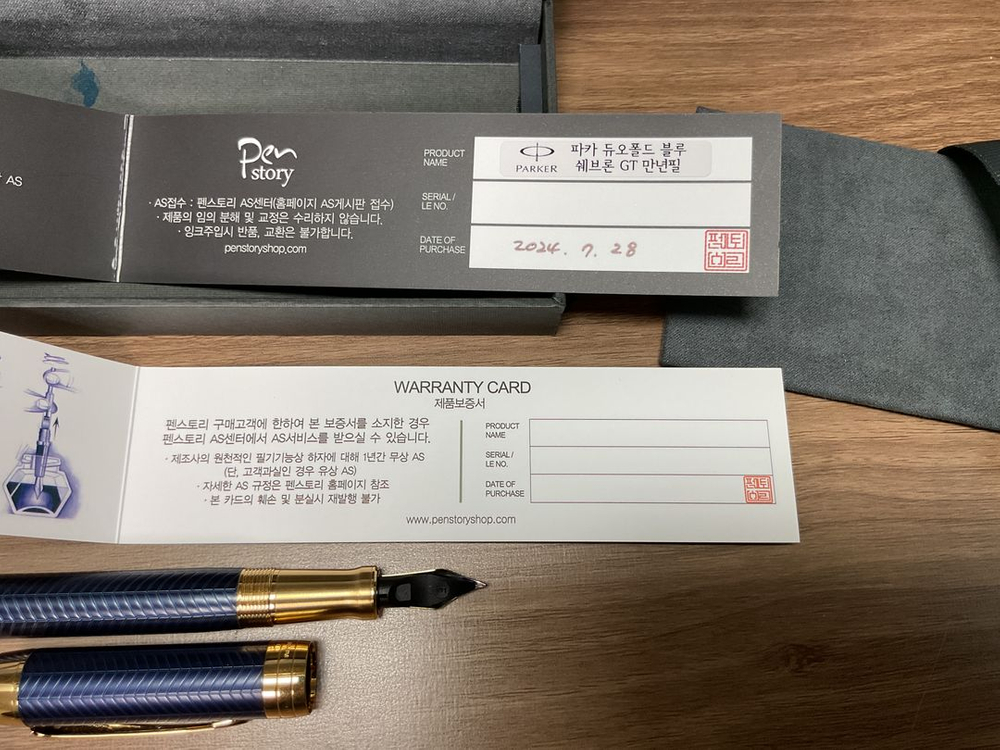 AS
Pen
story
· AS접수 : 펜스토리 AS센터(홈페이지 AS게시판 접수)
· 제품의 임의 분해 및 교정은 수리하지 않습니다.
· 잉크주입시 반품, 교환은 불가합니다.
penstoryshop.com
PRODUCT
NAME
PARKER
파카 듀오폴드 블루
쉐브론 GT 만년필
SERIAL /
LE NO.
DATE OF
PURCHASE
2024. 7. 28
WARRANTY CARD
제품보증서
펜스토리 구매고객에 한하여 본 보증서를 소지한 경우
펜스토리 AS센터에서 AS서비스를 받으실 수 있습니다.
· 제조사의 원천적인 필기기능상 하자에 대해 1년간 무상 AS
(단, 고객과실인 경우 유상 AS)
· 자세한 AS 규정은 펜스토리 홈페이지 참조
· 본 카드의 훼손 및 분실시 재발행 불가
PRODUCT
NAME
SERIAL /
LE NO.
DATE OF
PURCHASE
www.penstoryshop.com